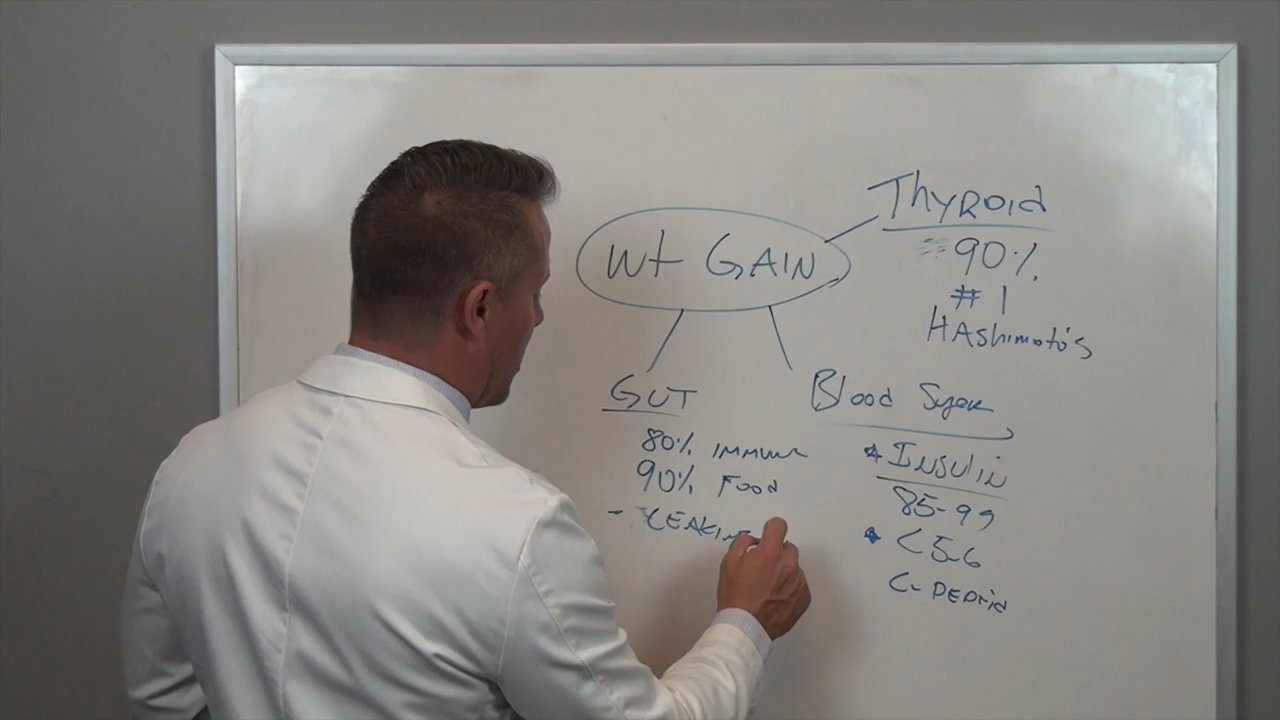 Wt GAIN
Thyroid
90%
#1
HAshimoto's
GUT
80% Immune
90% Food
- LEAKING
Blood Sugar
* INSULIN
85-99
* <5.6
C-PEPTID